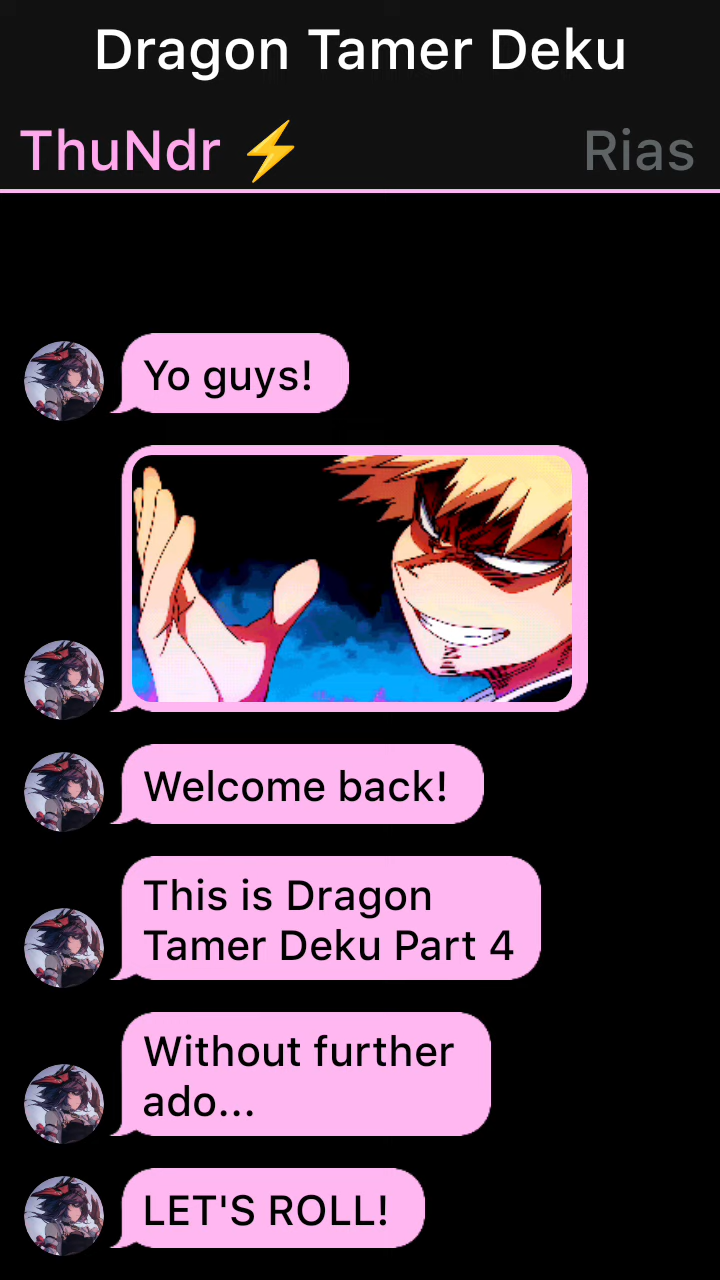 Dragon Tamer Deku
ThuNdr ⚡ Rias
Yo guys!
Welcome back!
This is Dragon
Tamer Deku Part 4
Without further
ado...
LET'S ROLL!